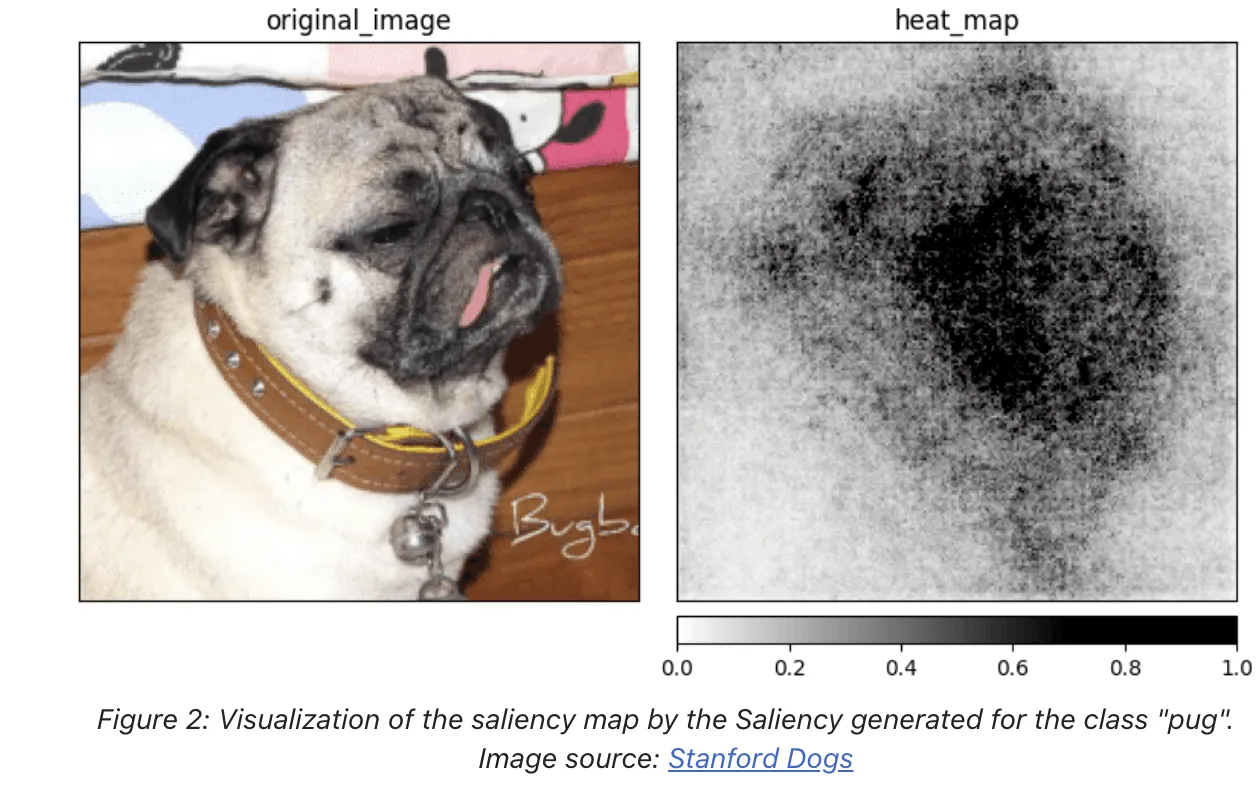 original_image
heat_map
0.0 0.2 0.4 0.6 0.8 1.0
Figure 2: Visualization of the saliency map by the Saliency generated for the class "pug".
Image source: Stanford Dogs